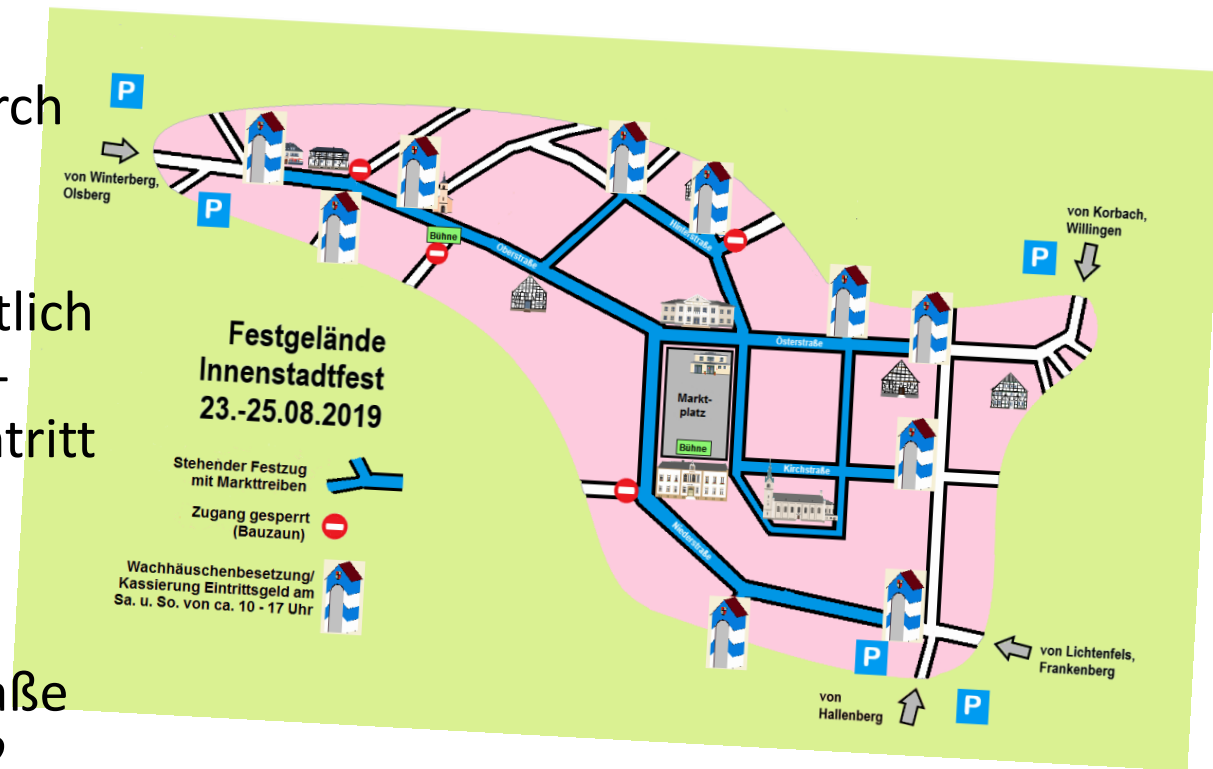 rch
tlich
-
ntritt
aße
?
P
von Winterberg,
Olsberg
P
Bühne
Oberstraße
Hinterstraße
von Korbach,
Willingen
P
Österstraße
Markt-
platz
Bühne
Kirchstraße
Niederstraße
Festgelände
Innenstadtfest
23.-25.08.2019
Stehender Festzug
mit Markttreiben
Zugang gesperrt
(Bauzaun)
Wachhäuschenbesetzung/
Kassierung Eintrittsgeld am
Sa. u. So. von ca. 10 - 17 Uhr
P
von Lichtenfels,
Frankenberg
von
Hallenberg
P